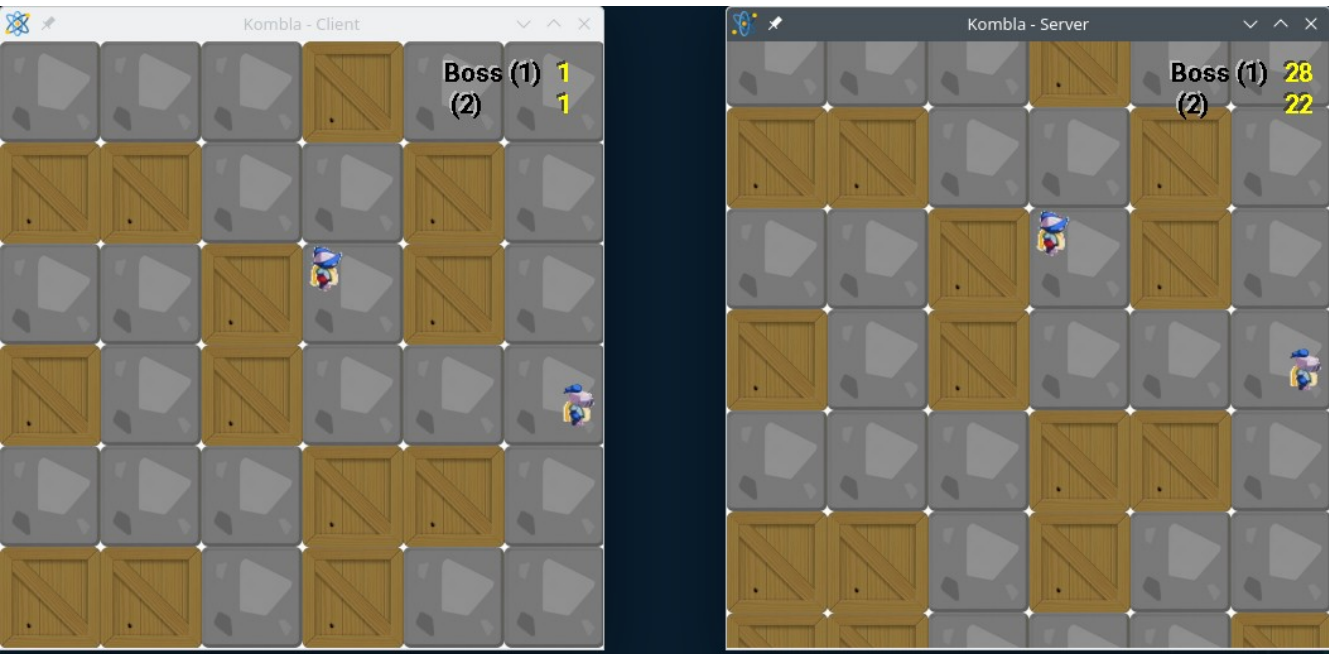 Kombla - Client
Boss (1) 1
(2) 1
Kombla - Server
Boss (1) 28
(2) 22